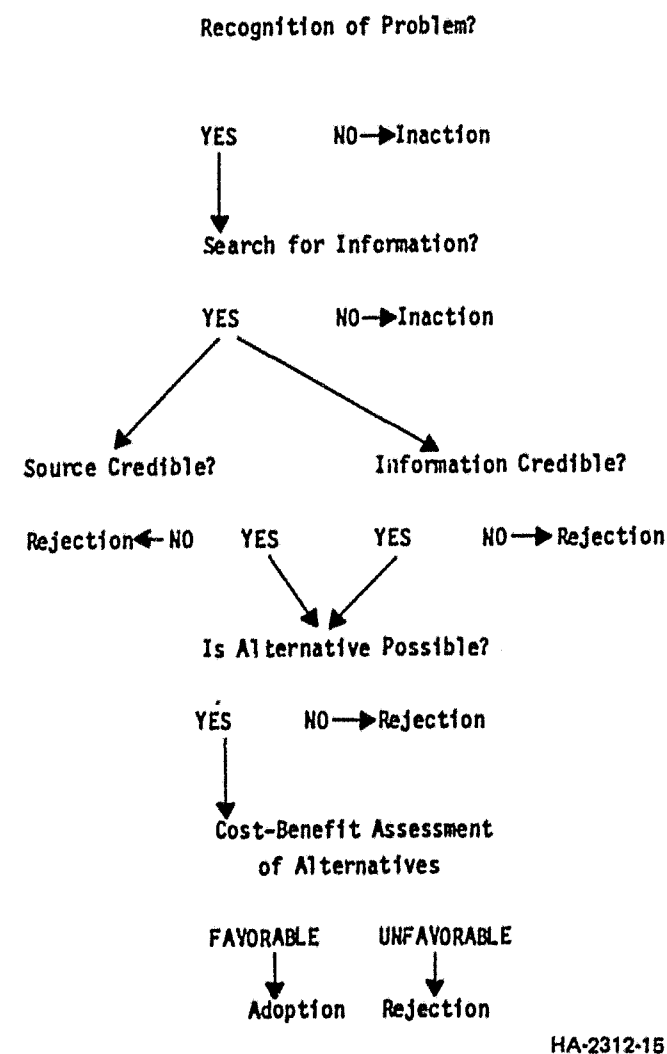 Recognition of Problem?
YES NO Inaction
Search for Information?
YES NO Inaction
Source Credible? Information Credible?
Rejection NO YES YES NO Rejection
Is Alternative Possible?
YES NO Rejection
Cost-Benefit Assessment
of Alternatives
FAVORABLE UNFAVORABLE
Adoption Rejection
HA-2312-15